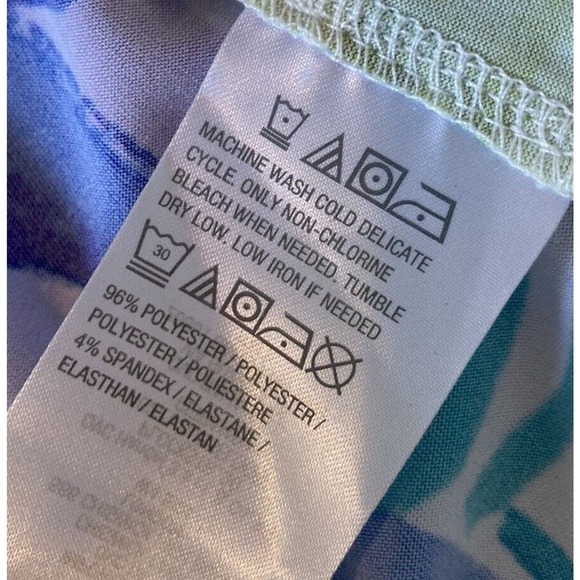 MACHINE WASH COLD DELICATE
CYCLE. ONLY NON-CHLORINE
BLEACH WHEN NEEDED. TUMBLE
DRY LOW. LOW IRON IF NEEDED
30
96% POLYESTER / POLYESTER /
POLYESTER / POLIESTERE
4% SPANDEX / ELASTANE /
ELASTHAN / ELASTAN